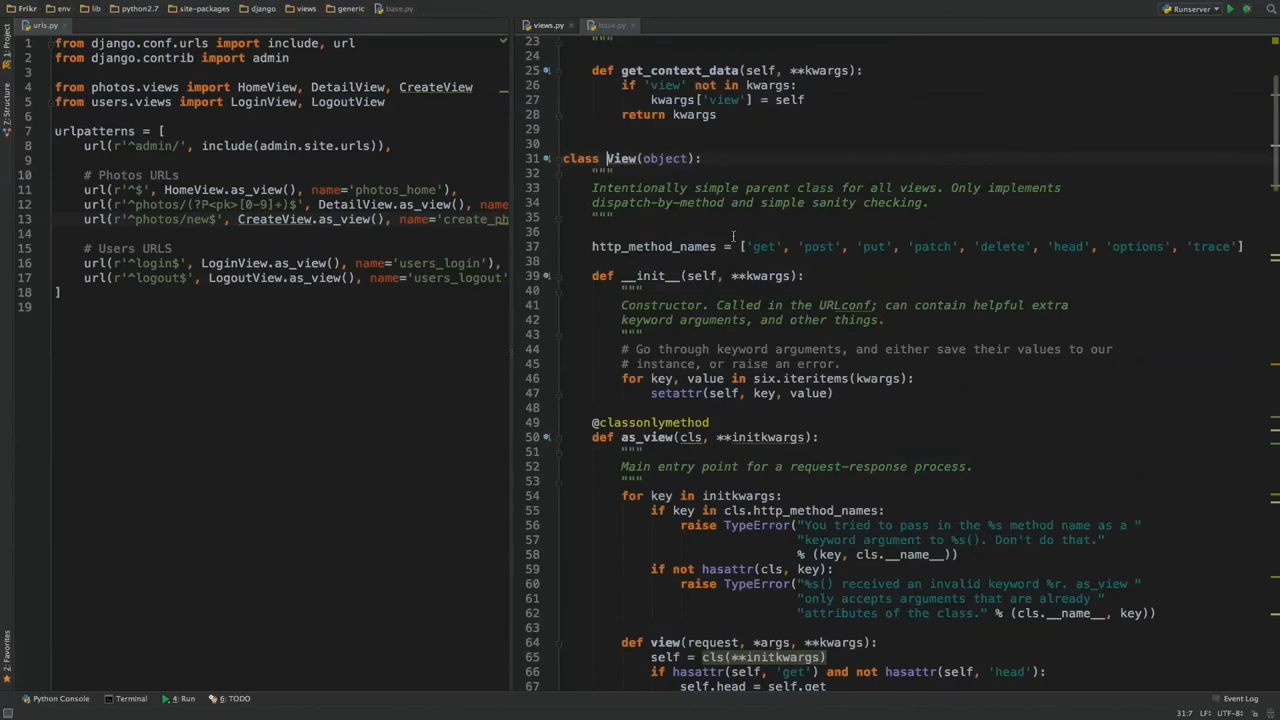 Frikr env lib python2.7 site-packages django views generic base.py
Runserver
urls.py
views.py base.py
1: Project
Z: Structure
2: Favorites
1 from django.conf.urls import include, url
2 from django.contrib import admin
3
4 from photos.views import HomeView, DetailView, CreateView
5 from users.views import LoginView, LogoutView
6
7 urlpatterns = [
8 url(r'^admin/', include(admin.site.urls)),
9
10 # Photos URLs
11 url(r'^$', HomeView.as_view(), name='photos_home'),
12 url(r'^photos/(?P<pk>[0-9]+)$', DetailView.as_view(), name
13 url(r'^photos/new$', CreateView.as_view(), name='create_ph
14
15 # Users URLS
16 url(r'^login$', LoginView.as_view(), name='users_login'),
17 url(r'^logout$', LogoutView.as_view(), name='users_logout'
18 ]
19
23 """
24
25 def get_context_data(self, **kwargs):
26 if 'view' not in kwargs:
27 kwargs['view'] = self
28 return kwargs
29
30
31 class View(object):
32 """
33 Intentionally simple parent class for all views. Only implements
34 dispatch-by-method and simple sanity checking.
35 """
36
37 http_method_names = ['get', 'post', 'put', 'patch', 'delete', 'head', 'options', 'trace']
38
39 def __init__(self, **kwargs):
40 """
41 Constructor. Called in the URLconf; can contain helpful extra
42 keyword arguments, and other things.
43 """
44 # Go through keyword arguments, and either save their values to our
45 # instance, or raise an error.
46 for key, value in six.iteritems(kwargs):
47 setattr(self, key, value)
48
49 @classonlymethod
50 def as_view(cls, **initkwargs):
51 """
52 Main entry point for a request-response process.
53 """
54 for key in initkwargs:
55 if key in cls.http_method_names:
56 raise TypeError("You tried to pass in the %s method name as a "
57 "keyword argument to %s(). Don't do that."
58 % (key, cls.__name__))
59 if not hasattr(cls, key):
60 raise TypeError("%s() received an invalid keyword %r. as_view "
61 "only accepts arguments that are already "
62 "attributes of the class." % (cls.__name__, key))
63
64 def view(request, *args, **kwargs):
65 self = cls(**initkwargs)
66 if hasattr(self, 'get') and not hasattr(self, 'head'):
67 self.head = self.get
Python Console Terminal 4: Run 6: TODO Event Log
31:7 LF÷ UTF-8÷